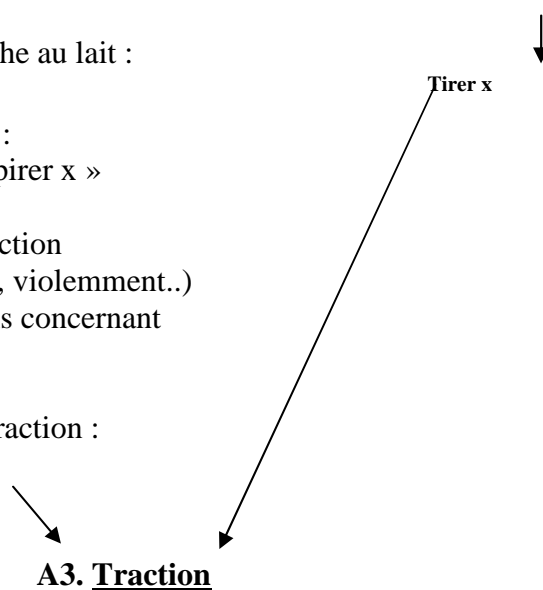 he au lait :
Tirer x
:
pirer x »
ction
, violemment..)
s concernant
raction :
A3. Traction